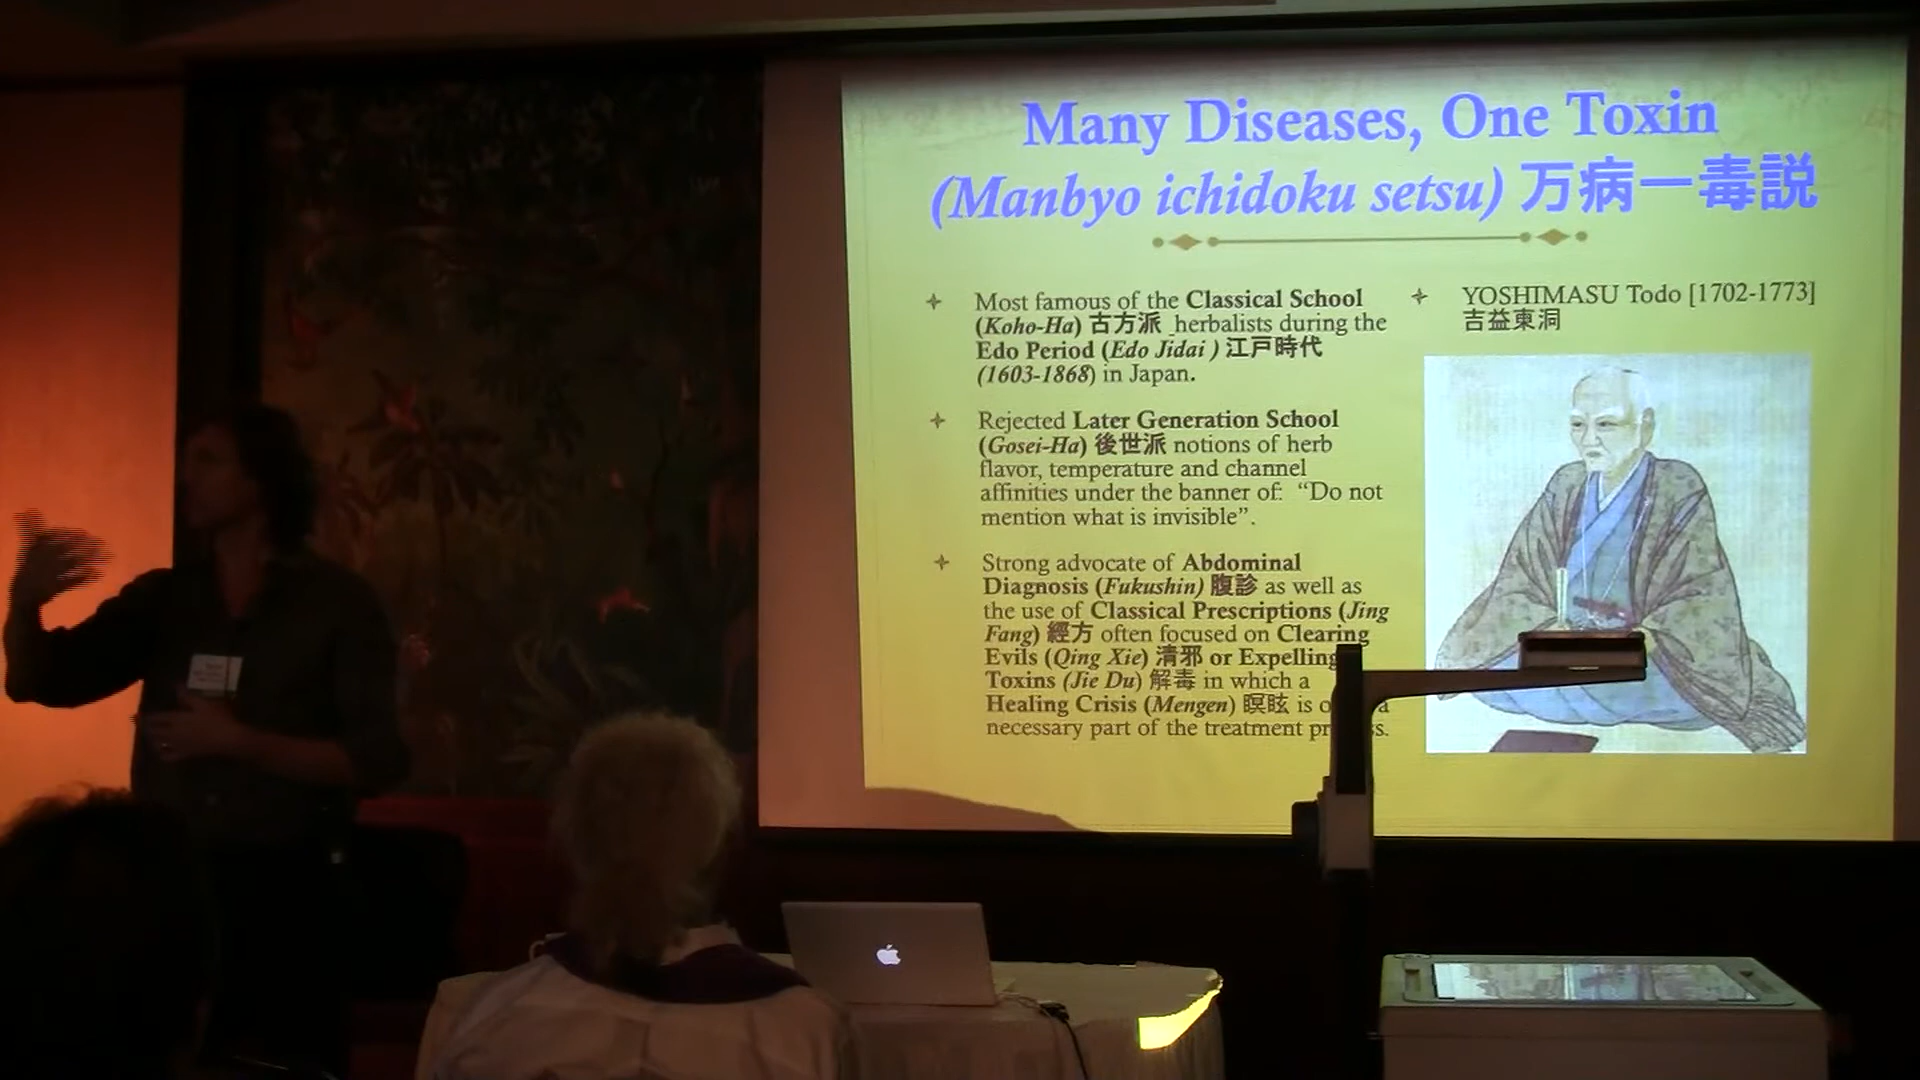 Many Diseases, One Toxin
(Manbyo ichidoku setsu) 万病一毒説
Most famous of the Classical School
(Koho-Ha) 古方派 herbalists during the
Edo Period (Edo Jidai ) 江戸時代
(1603-1868) in Japan.
Rejected Later Generation School
(Gosei-Ha) 後世派 notions of herb
flavor, temperature and channel
affinities under the banner of: “Do not
mention what is invisible”.
Strong advocate of Abdominal
Diagnosis (Fukushin) 腹診 as well as
the use of Classical Prescriptions (Jing
Fang) 經方 often focused on Clearing
Evils (Qing Xie) 清邪 or Expelling
Toxins (Jie Du) 解毒 in which a
Healing Crisis (Mengen) 瞑眩 is a
necessary part of the treatment
YOSHIMASU Todo [1702-1773]
吉益東洞